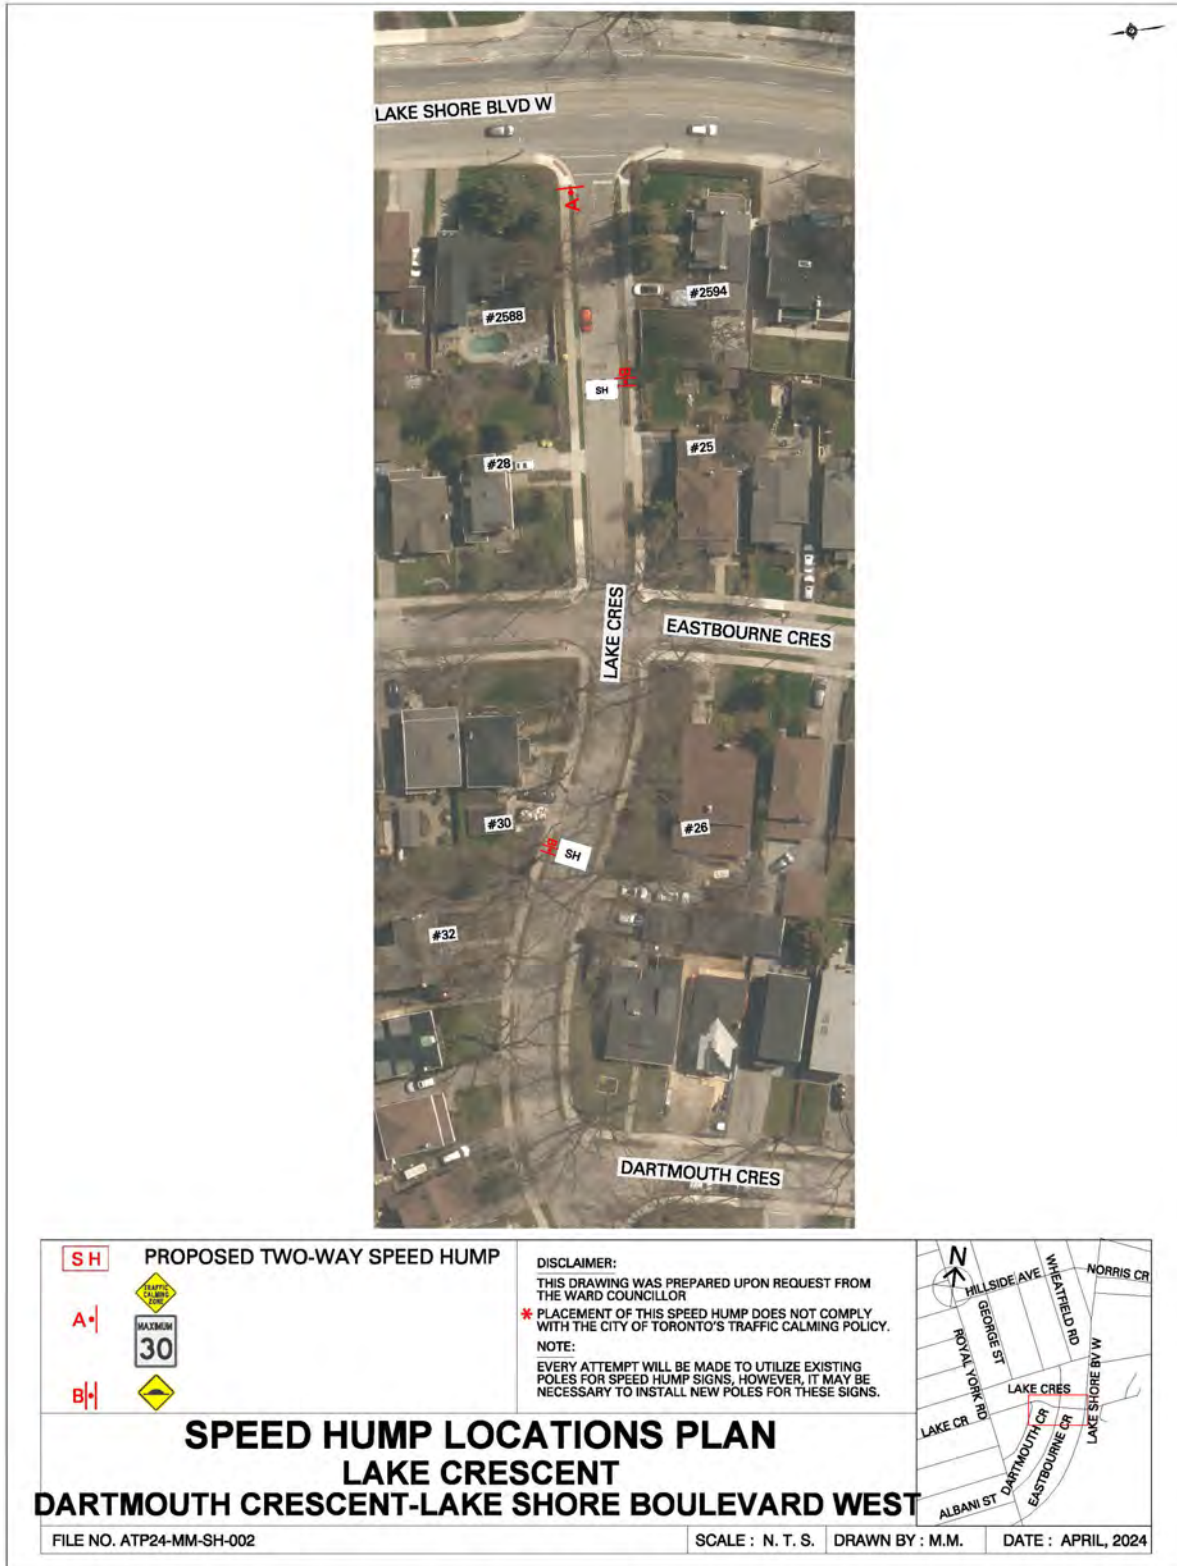 LAKE SHORE BLVD W
A
#2594
#2588
B
SH
#25
#28
LAKE CRES
EASTBOURNE CRES
#30
#26
B
SH
#32
DARTMOUTH CRES
SH PROPOSED TWO-WAY SPEED HUMP
TRAFFIC
CALMING
ZONE
A
MAXIMUM
30
B
DISCLAIMER:
THIS DRAWING WAS PREPARED UPON REQUEST FROM
THE WARD COUNCILLOR
* PLACEMENT OF THIS SPEED HUMP DOES NOT COMPLY
WITH THE CITY OF TORONTO'S TRAFFIC CALMING POLICY.
NOTE:
EVERY ATTEMPT WILL BE MADE TO UTILIZE EXISTING
POLES FOR SPEED HUMP SIGNS, HOWEVER, IT MAY BE
NECESSARY TO INSTALL NEW POLES FOR THESE SIGNS.
N
HILLSIDE AVE
WHEATFIELD RD
NORRIS CR
GEORGE ST
ROYAL YORK RD
LAKE SHORE BV W
LAKE CRES
LAKE CR
DARTMOUTH CR
EASTBOURNE CR
ALBANI ST
SPEED HUMP LOCATIONS PLAN
LAKE CRESCENT
DARTMOUTH CRESCENT-LAKE SHORE BOULEVARD WEST
FILE NO. ATP24-MM-SH-002
SCALE : N. T. S.
DRAWN BY : M.M.
DATE : APRIL, 2024